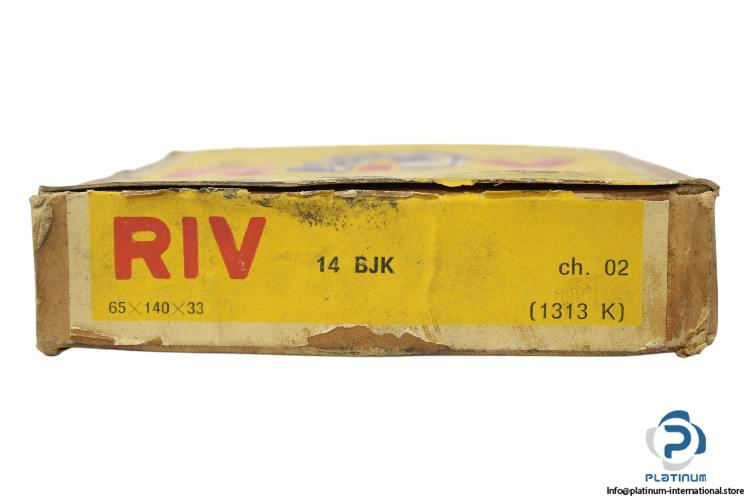 RIV
14 BJK
ch. 02
65×140×33
(1313 K)
PLATINUM
Info@platinum-international.store